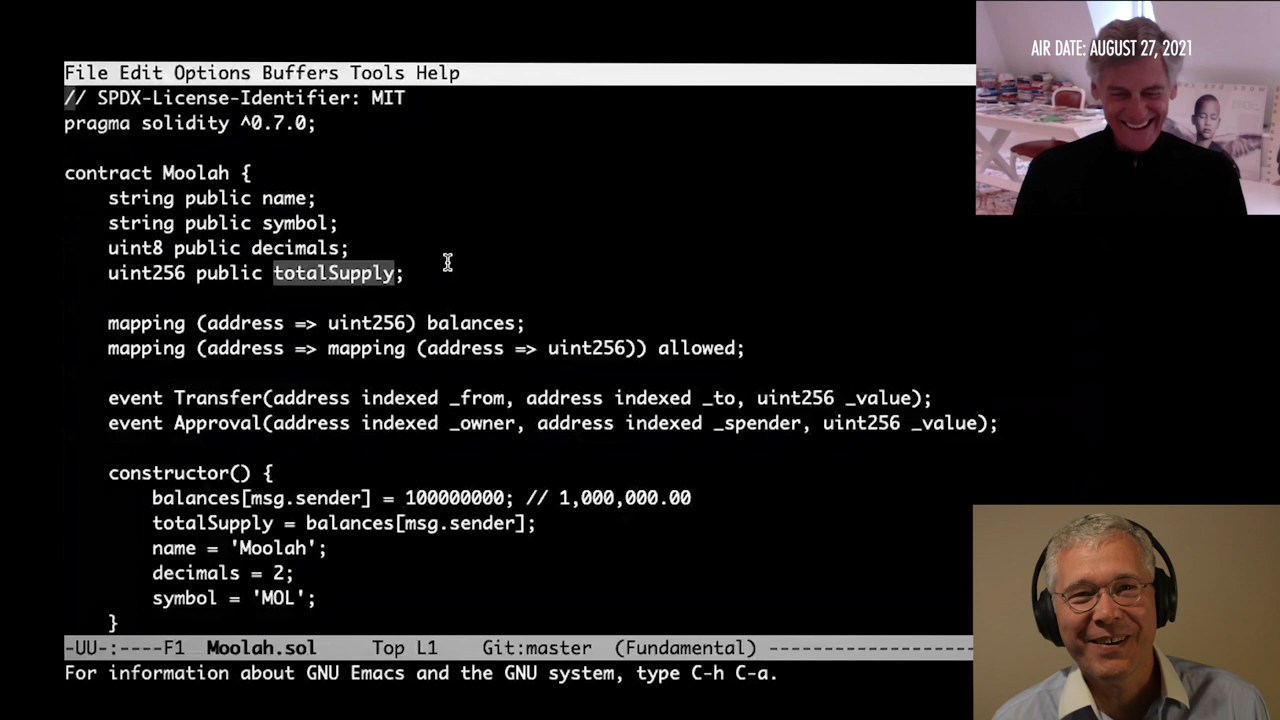 AIR DATE: AUGUST 27, 2021
File Edit Options Buffers Tools Help
// SPDX-License-Identifier: MIT
pragma solidity ^0.7.0;
contract Moolah {
string public name;
string public symbol;
uint8 public decimals;
uint256 public totalSupply;
mapping (address => uint256) balances;
mapping (address => mapping (address => uint256)) allowed;
event Transfer(address indexed _from, address indexed _to, uint256 _value);
event Approval(address indexed _owner, address indexed _spender, uint256 _value);
constructor() {
balances[msg.sender] = 100000000; // 1,000,000.00
totalSupply = balances[msg.sender];
name = 'Moolah';
decimals = 2;
symbol = 'MOL';
}
-UU-:----F1 Moolah.sol Top L1 Git:master (Fundamental) -------------------
For information about GNU Emacs and the GNU system, type C-h C-a.